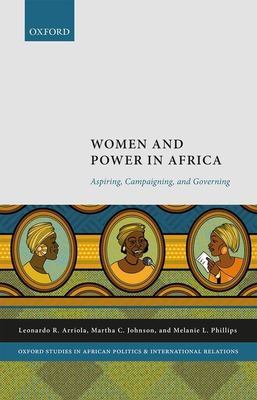 OXFORD
WOMEN AND
POWER IN AFRICA
Aspiring, Campaigning, and Governing
Leonardo R. Arriola, Martha C. Johnson, and Melanie L. Phillips
OXFORD STUDIES IN AFRICAN POLITICS & INTERNATIONAL RELATIONS